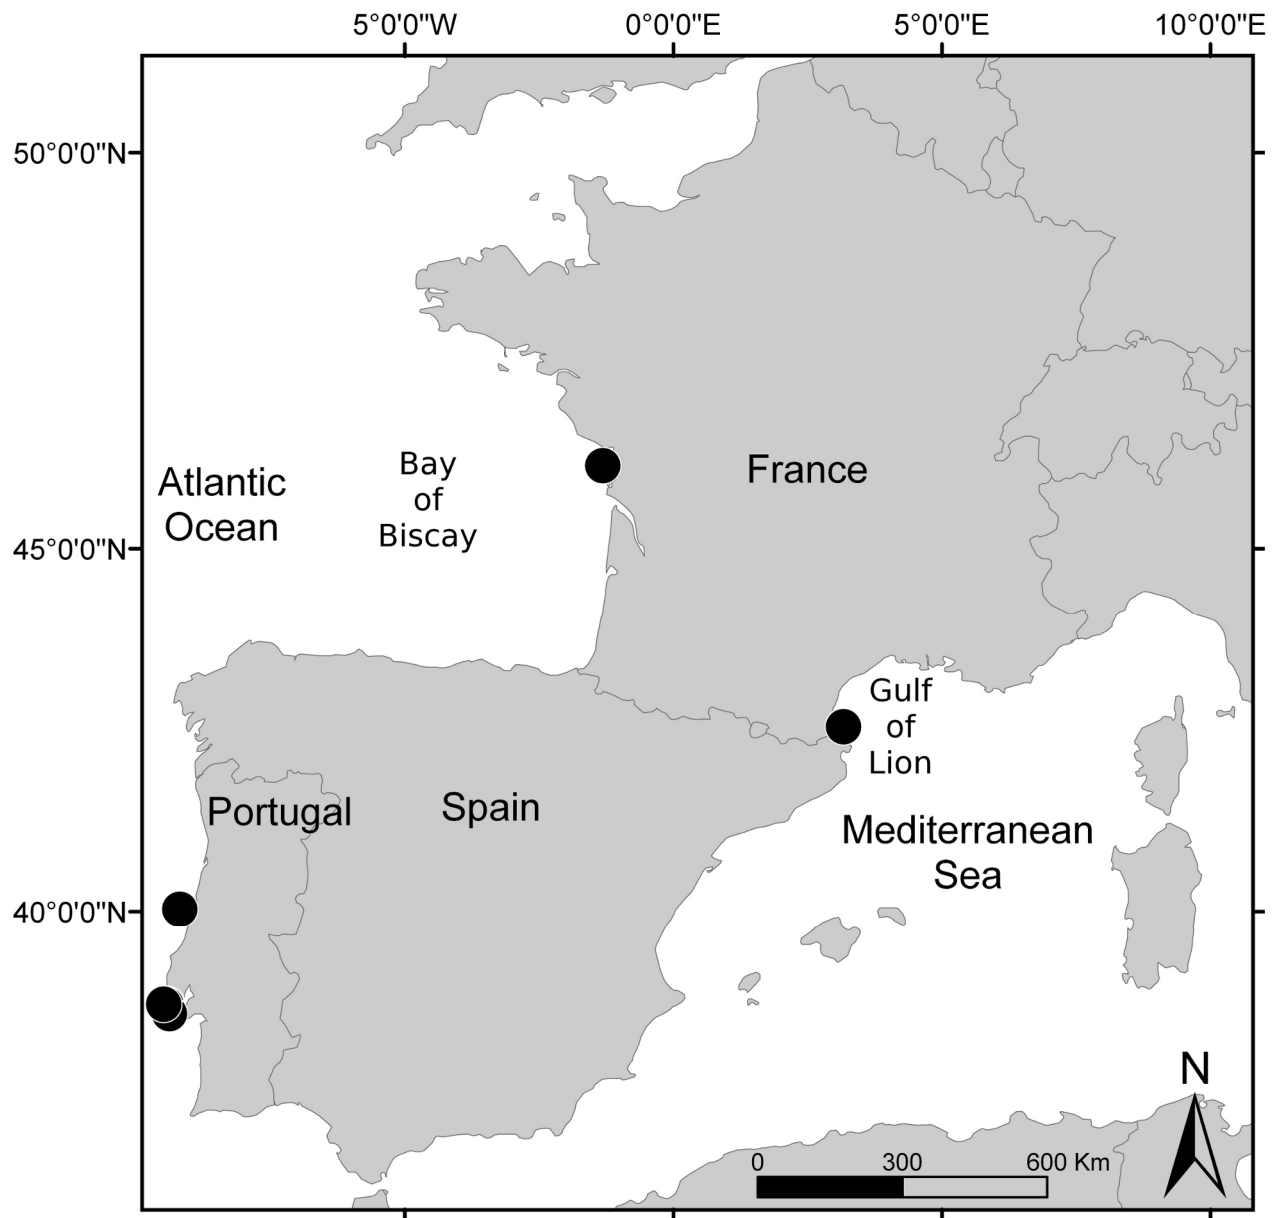 5°0'0"W 0°0'0"E 5°0'0"E 10°0'0"E
50°0'0"N
45°0'0"N
40°0'0"N
Atlantic
Ocean
Bay
of
Biscay
France
Gulf
of
Lion
Portugal
Spain
Mediterranean
Sea
N
0 300 600 Km